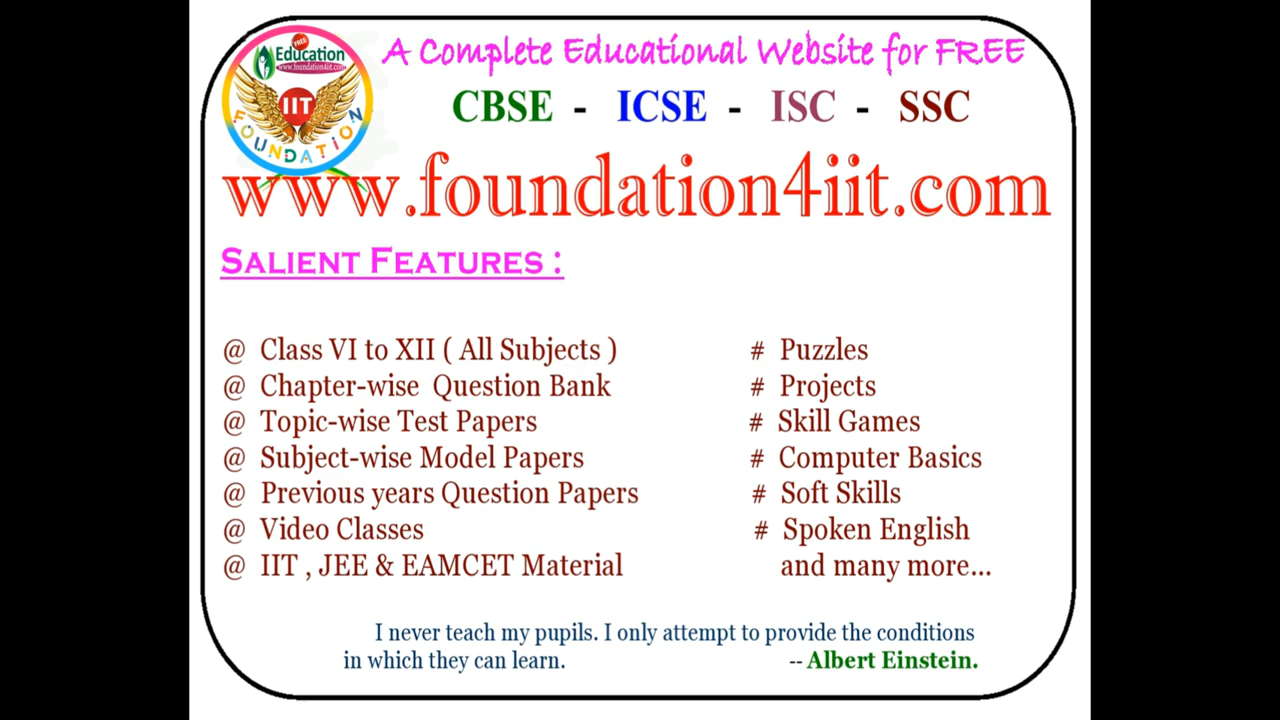 FREE
Education
www.foundation4iit.com
IIT
FOUNDATION
A Complete Educational Website for FREE
CBSE - ICSE - ISC - SSC
www.foundation4iit.com
SALIENT FEATURES :
@ Class VI to XII ( All Subjects )
@ Chapter-wise Question Bank
@ Topic-wise Test Papers
@ Subject-wise Model Papers
@ Previous years Question Papers
@ Video Classes
@ IIT , JEE & EAMCET Material
# Puzzles
# Projects
# Skill Games
# Computer Basics
# Soft Skills
# Spoken English
and many more...
I never teach my pupils. I only attempt to provide the conditions
in which they can learn. -- Albert Einstein.